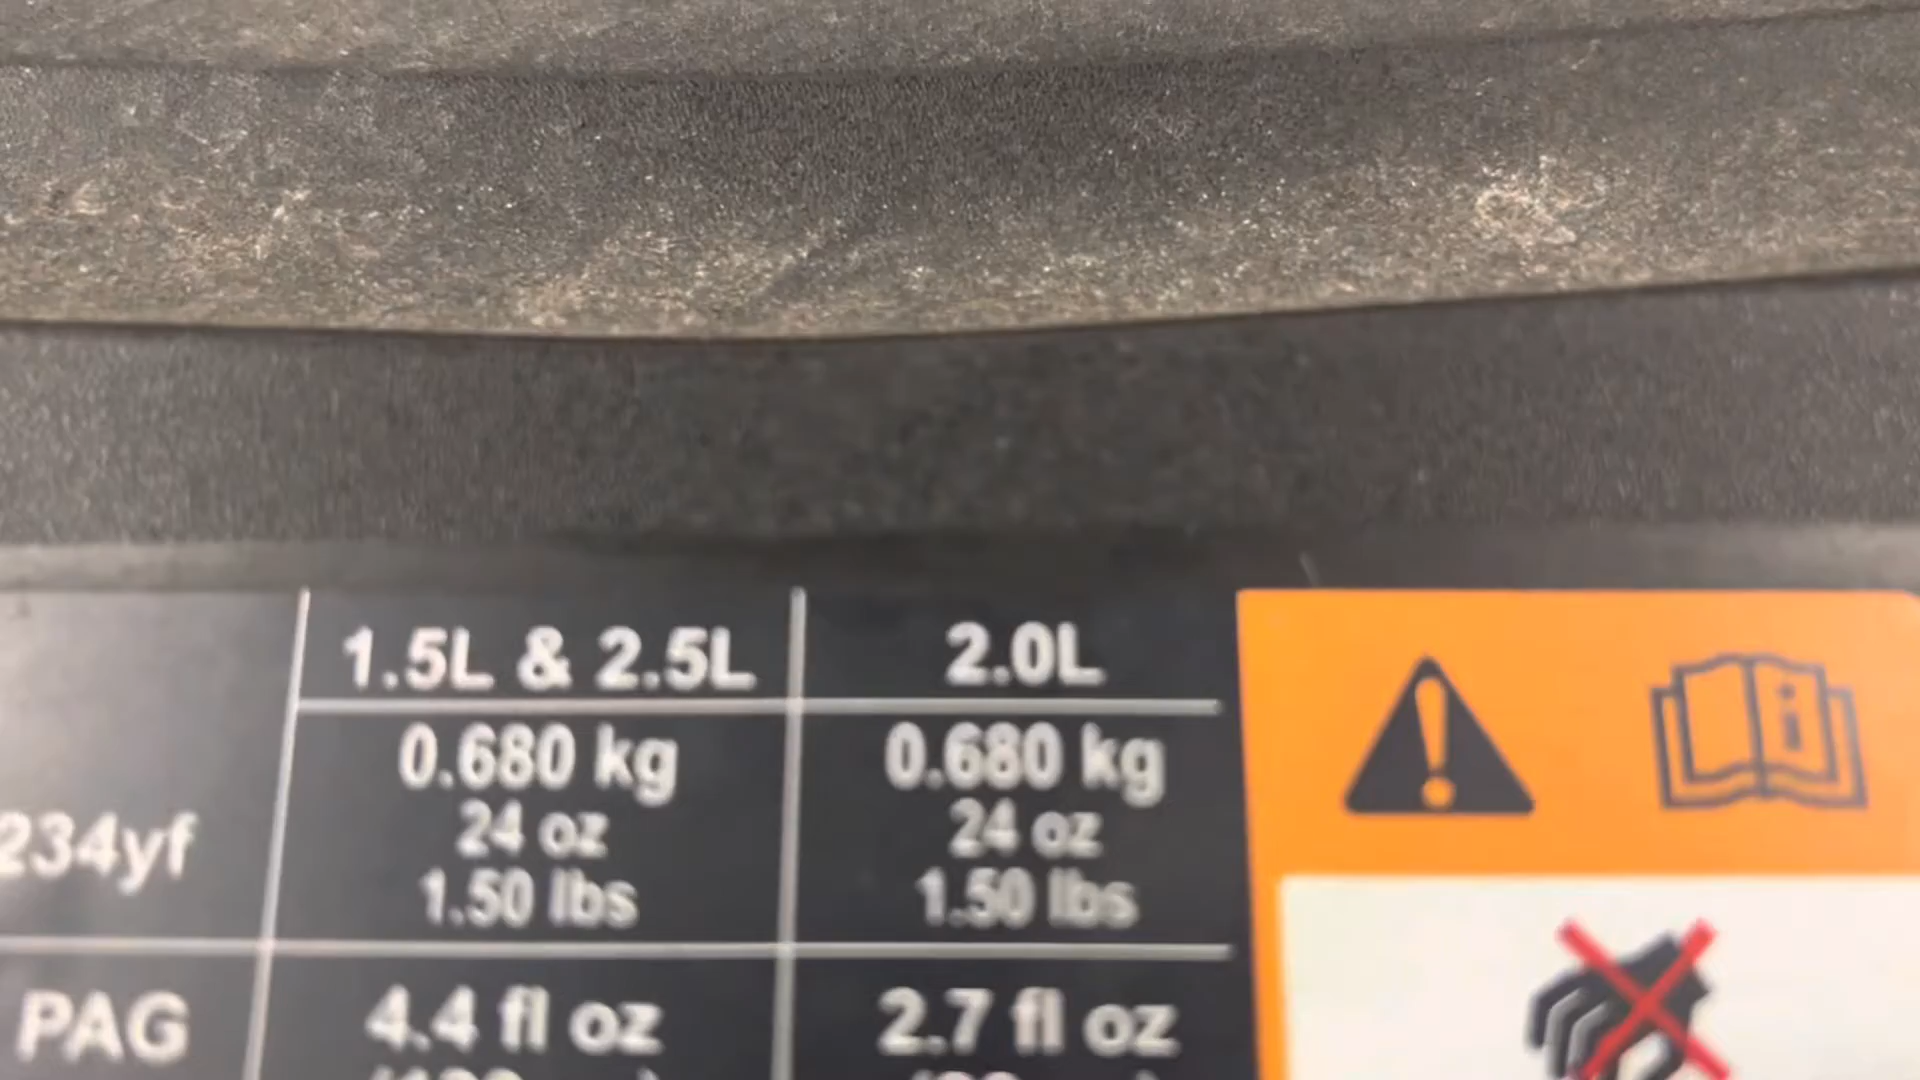 1.5L & 2.5L 2.0L
0.680 kg 0.680 kg
24 oz 24 oz
234yf
1.50 lbs 1.50 lbs
PAG 4.4 fl oz 2.7 fl oz